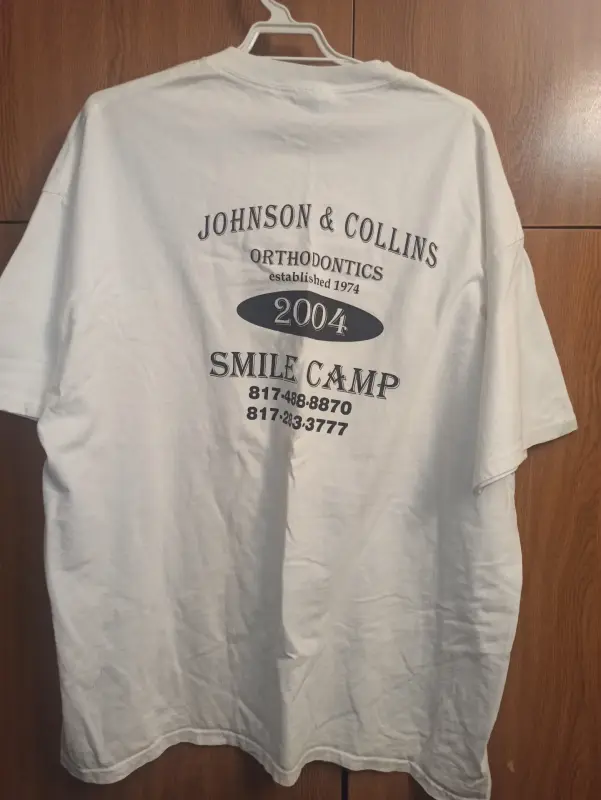 JOHNSON & COLLINS
ORTHODONTICS
established 1974
2004
SMILE CAMP
817-488-8870
817-283-3777